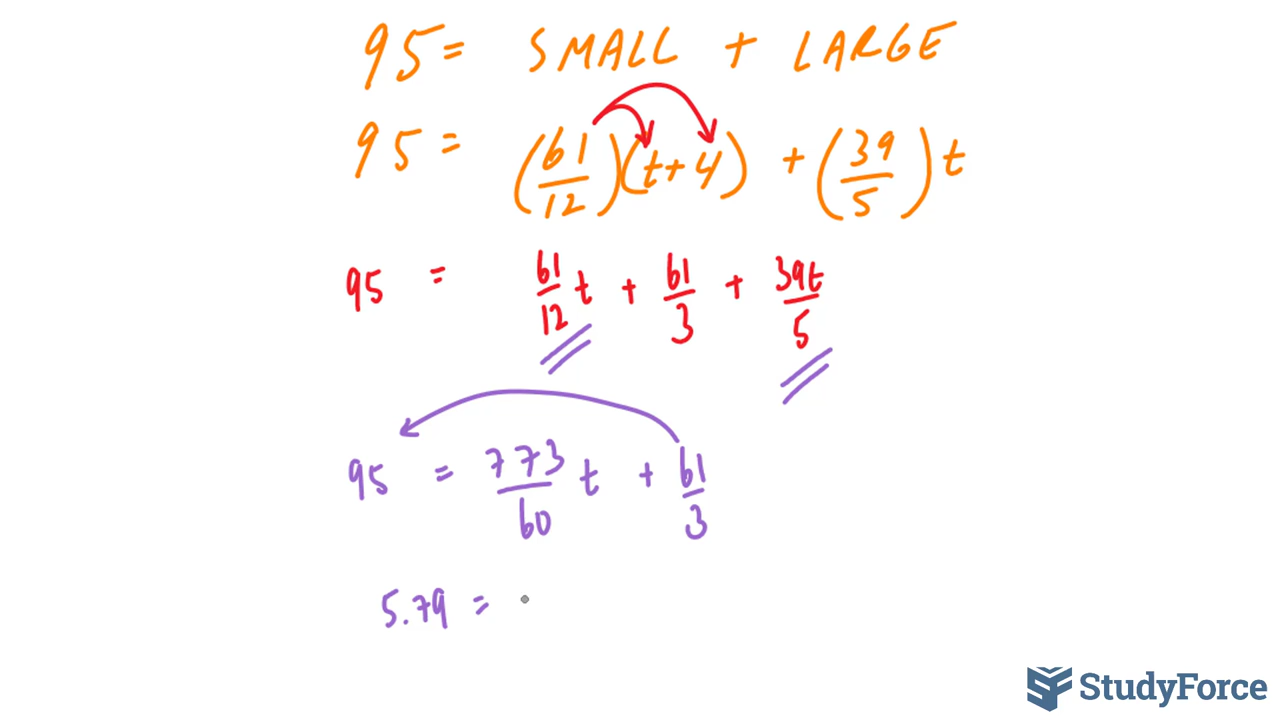 95 = SMALL + LARGE
95 = (61/12)(t+4) + (39/5)t
95 = 61/12 t + 61/3 + 39t/5
95 = 773/60 t + 61/3
5.79 =
StudyForce